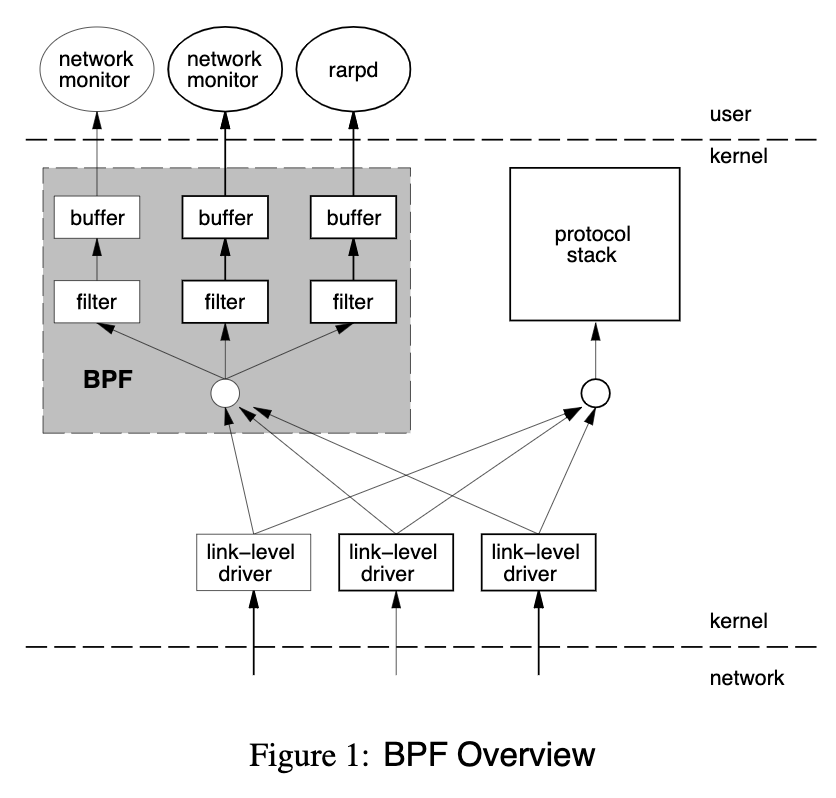 network
monitor
network
monitor
rarpd
user
kernel
buffer
buffer
buffer
protocol
stack
filter
filter
filter
BPF
link–level
driver
link–level
driver
link–level
driver
kernel
network
Figure 1: BPF Overview